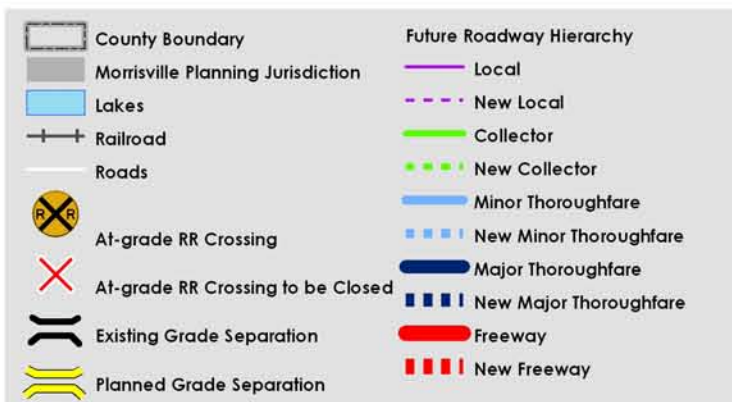 County Boundary
Morrisville Planning Jurisdiction
Lakes
Railroad
Roads
R R
At-grade RR Crossing
At-grade RR Crossing to be Closed
Existing Grade Separation
Planned Grade Separation
Future Roadway Hierarchy
Local
New Local
Collector
New Collector
Minor Thoroughfare
New Minor Thoroughfare
Major Thoroughfare
New Major Thoroughfare
Freeway
New Freeway